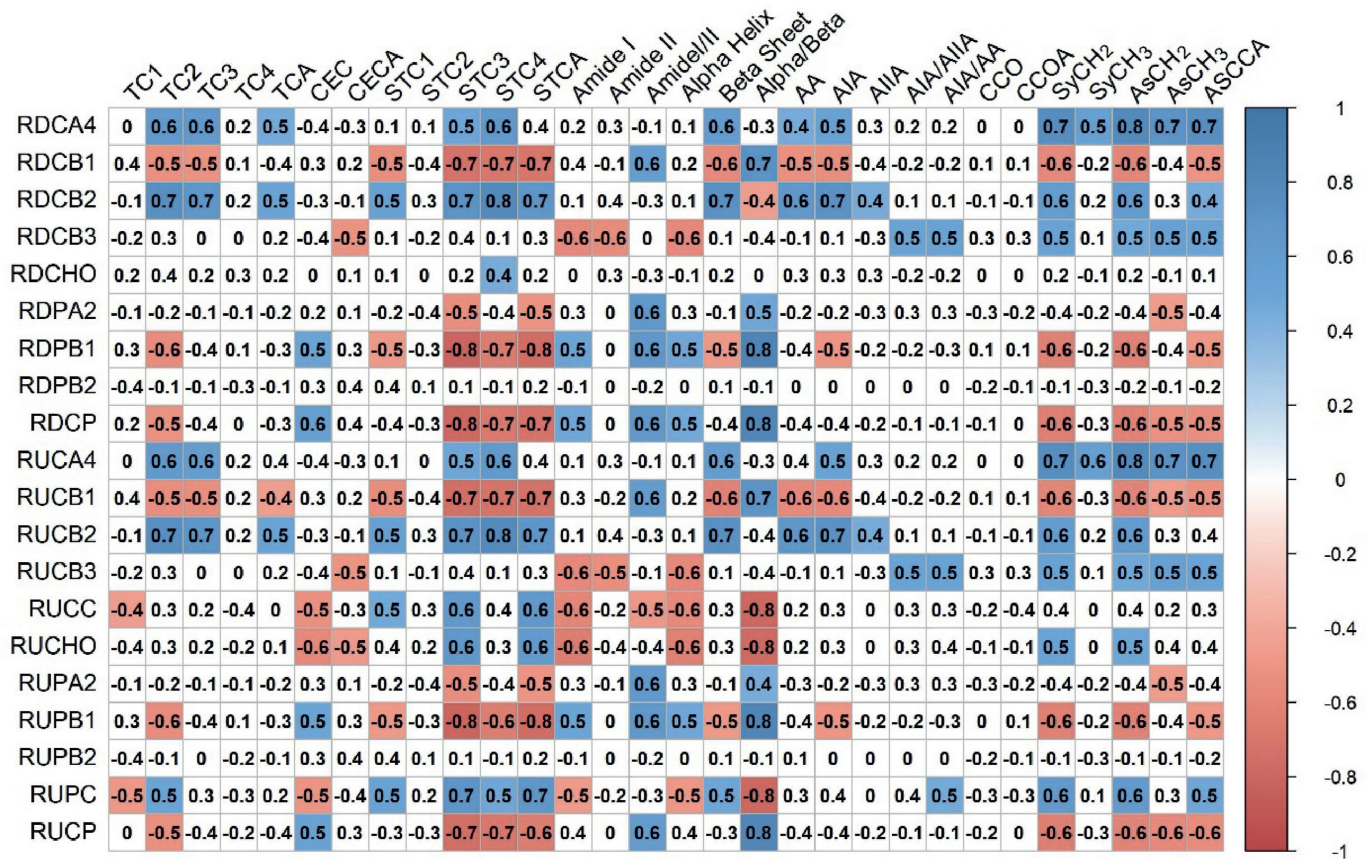 TC1 TC2 TC3 TC4 TCA CEC CECA STC1 STC2 STC3 STC4 STCA Amide I Amide II AmideI/II Alpha Helix Beta Sheet Alpha/Beta AA AIA AIIA AIA/AIIA AIA/AA CCO CCOA SyCH₂ SyCH₃ AsCH₂ AsCH₃ ASCCA
RDCA4 0 0.6 0.6 0.2 0.5 -0.4 -0.3 0.1 0.1 0.5 0.6 0.4 0.2 0.3 -0.1 0.1 0.6 -0.3 0.4 0.5 0.3 0.2 0.2 0 0 0.7 0.5 0.8 0.7 0.7
RDCB1 0.4 -0.5 -0.5 0.1 -0.4 0.3 0.2 -0.5 -0.4 -0.7 -0.7 -0.7 0.4 -0.1 0.6 0.2 -0.6 0.7 -0.5 -0.5 -0.4 -0.2 -0.2 0.1 0.1 -0.6 -0.2 -0.6 -0.4 -0.5
RDCB2 -0.1 0.7 0.7 0.2 0.5 -0.3 -0.1 0.5 0.3 0.7 0.8 0.7 0.1 0.4 -0.3 0.1 0.7 -0.4 0.6 0.7 0.4 0.1 0.1 -0.1 -0.1 0.6 0.2 0.6 0.3 0.4
RDCB3 -0.2 0.3 0 0 0.2 -0.4 -0.5 0.1 -0.2 0.4 0.1 0.3 -0.6 -0.6 0 -0.6 0.1 -0.4 -0.1 0.1 -0.3 0.5 0.5 0.3 0.3 0.5 0.1 0.5 0.5 0.5
RDCHO 0.2 0.4 0.2 0.3 0.2 0 0.1 0.1 0 0.2 0.4 0.2 0 0.3 -0.3 -0.1 0.2 0 0.3 0.3 0.3 -0.2 -0.2 0 0 0.2 -0.1 0.2 -0.1 0.1
RDPA2 -0.1 -0.2 -0.1 -0.1 -0.2 0.2 0.1 -0.2 -0.4 -0.5 -0.4 -0.5 0.3 0 0.6 0.3 -0.1 0.5 -0.2 -0.2 -0.3 0.3 0.3 -0.3 -0.2 -0.4 -0.2 -0.4 -0.5 -0.4
RDPB1 0.3 -0.6 -0.4 0.1 -0.3 0.5 0.3 -0.5 -0.3 -0.8 -0.7 -0.8 0.5 0 0.6 0.5 -0.5 0.8 -0.4 -0.5 -0.2 -0.2 -0.3 0.1 0.1 -0.6 -0.2 -0.6 -0.4 -0.5
RDPB2 -0.4 -0.1 -0.1 -0.3 -0.1 0.3 0.4 0.4 0.1 0.1 -0.1 0.2 -0.1 0 -0.2 0 0.1 -0.1 0 0 0 0 0 -0.2 -0.1 -0.1 -0.3 -0.2 -0.1 -0.2
RDCP 0.2 -0.5 -0.4 0 -0.3 0.6 0.4 -0.4 -0.3 -0.8 -0.7 -0.7 0.5 0 0.6 0.5 -0.4 0.8 -0.4 -0.4 -0.2 -0.1 -0.1 -0.1 0 -0.6 -0.3 -0.6 -0.5 -0.5
RUCA4 0 0.6 0.6 0.2 0.4 -0.4 -0.3 0.1 0 0.5 0.6 0.4 0.1 0.3 -0.1 0.1 0.6 -0.3 0.4 0.5 0.3 0.2 0.2 0 0 0.7 0.6 0.8 0.7 0.7
RUCB1 0.4 -0.5 -0.5 0.2 -0.4 0.3 0.2 -0.5 -0.4 -0.7 -0.7 -0.7 0.3 -0.2 0.6 0.2 -0.6 0.7 -0.6 -0.6 -0.4 -0.2 -0.2 0.1 0.1 -0.6 -0.3 -0.6 -0.5 -0.5
RUCB2 -0.1 0.7 0.7 0.2 0.5 -0.3 -0.1 0.5 0.3 0.7 0.8 0.7 0.1 0.4 -0.3 0.1 0.7 -0.4 0.6 0.7 0.4 0.1 0.1 -0.1 -0.1 0.6 0.2 0.6 0.3 0.4
RUCB3 -0.2 0.3 0 0 0.2 -0.4 -0.5 0.1 -0.1 0.4 0.1 0.3 -0.6 -0.5 -0.1 -0.6 0.1 -0.4 -0.1 0.1 -0.3 0.5 0.5 0.3 0.3 0.5 0.1 0.5 0.5 0.5
RUCC -0.4 0.3 0.2 -0.4 0 -0.5 -0.3 0.5 0.3 0.6 0.4 0.6 -0.6 -0.2 -0.5 -0.6 0.3 -0.8 0.2 0.3 0 0.3 0.3 -0.2 -0.4 0.4 0 0.4 0.2 0.3
RUCHO -0.4 0.3 0.2 -0.2 0.1 -0.6 -0.5 0.4 0.2 0.6 0.3 0.6 -0.6 -0.4 -0.4 -0.6 0.3 -0.8 0.2 0.3 0 0.3 0.4 -0.1 -0.2 0.5 0.2 0.5 0.4 0.4
RUPA2 -0.1 -0.2 -0.1 -0.1 -0.2 0.3 0.1 -0.2 -0.4 -0.5 -0.4 -0.5 0.3 -0.1 0.6 0.3 -0.1 0.4 -0.3 -0.2 -0.3 0.3 0.3 -0.3 -0.2 -0.4 -0.2 -0.4 -0.5 -0.4
RUPB1 0.3 -0.6 -0.4 0.1 -0.3 0.5 0.3 -0.5 -0.3 -0.8 -0.6 -0.8 0.5 0 0.6 0.5 -0.5 0.8 -0.4 -0.5 -0.2 -0.2 -0.3 0 0.1 -0.6 -0.2 -0.6 -0.4 -0.5
RUPB2 -0.4 -0.1 0 -0.2 -0.1 0.3 0.4 0.4 0.1 0.1 -0.1 0.2 -0.1 0 -0.2 0 0.1 -0.1 0.1 0 0 0 0 -0.2 -0.1 -0.1 -0.3 -0.1 -0.1 -0.2
RUPC -0.5 0.5 0.3 -0.3 0.2 -0.5 -0.4 0.5 0.2 0.7 0.5 0.7 -0.5 -0.2 -0.3 -0.5 0.5 -0.8 0.3 0.4 0 0.4 0.5 -0.3 -0.3 0.6 0.1 0.6 0.3 0.5
RUCP 0 -0.5 -0.4 -0.2 -0.4 0.5 0.3 -0.3 -0.3 -0.7 -0.7 -0.6 0.4 0 0.6 0.4 -0.3 0.8 -0.4 -0.4 -0.2 -0.1 -0.1 -0.2 0 -0.6 -0.3 -0.6 -0.6 -0.6
1
0.8
0.6
0.4
0.2
0
-0.2
-0.4
-0.6
-0.8
-1